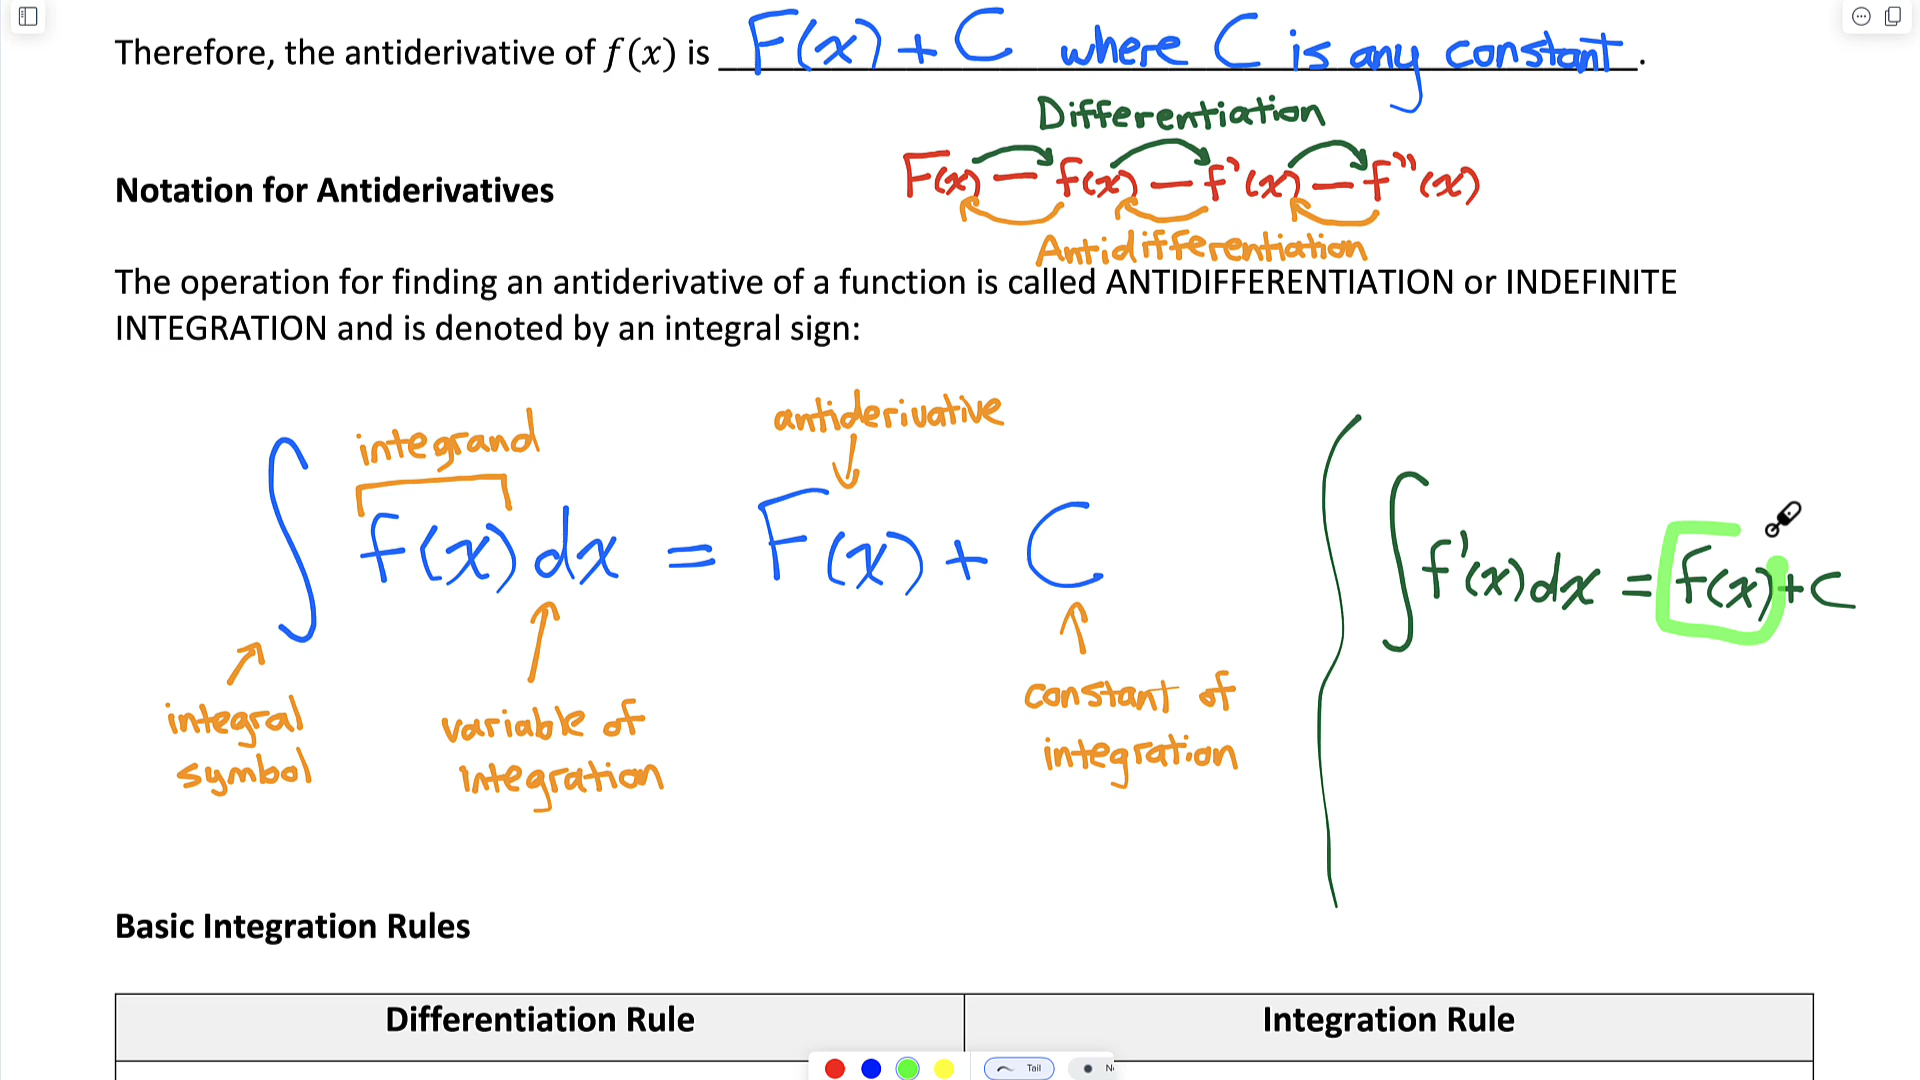 Therefore, the antiderivative of f(x) is F(x) + C where C is any constant.
Differentiation
F(x) — f(x) — f'(x) — f''(x)
Antidifferentiation
Notation for Antiderivatives
The operation for finding an antiderivative of a function is called ANTIDIFFERENTIATION or INDEFINITE
INTEGRATION and is denoted by an integral sign:
integrand
antiderivative
∫ f(x) dx = F(x) + C
∫ f'(x) dx = f(x) + C
integral
symbol
variable of
integration
constant of
integration
Basic Integration Rules
Differentiation Rule
Integration Rule
Tail